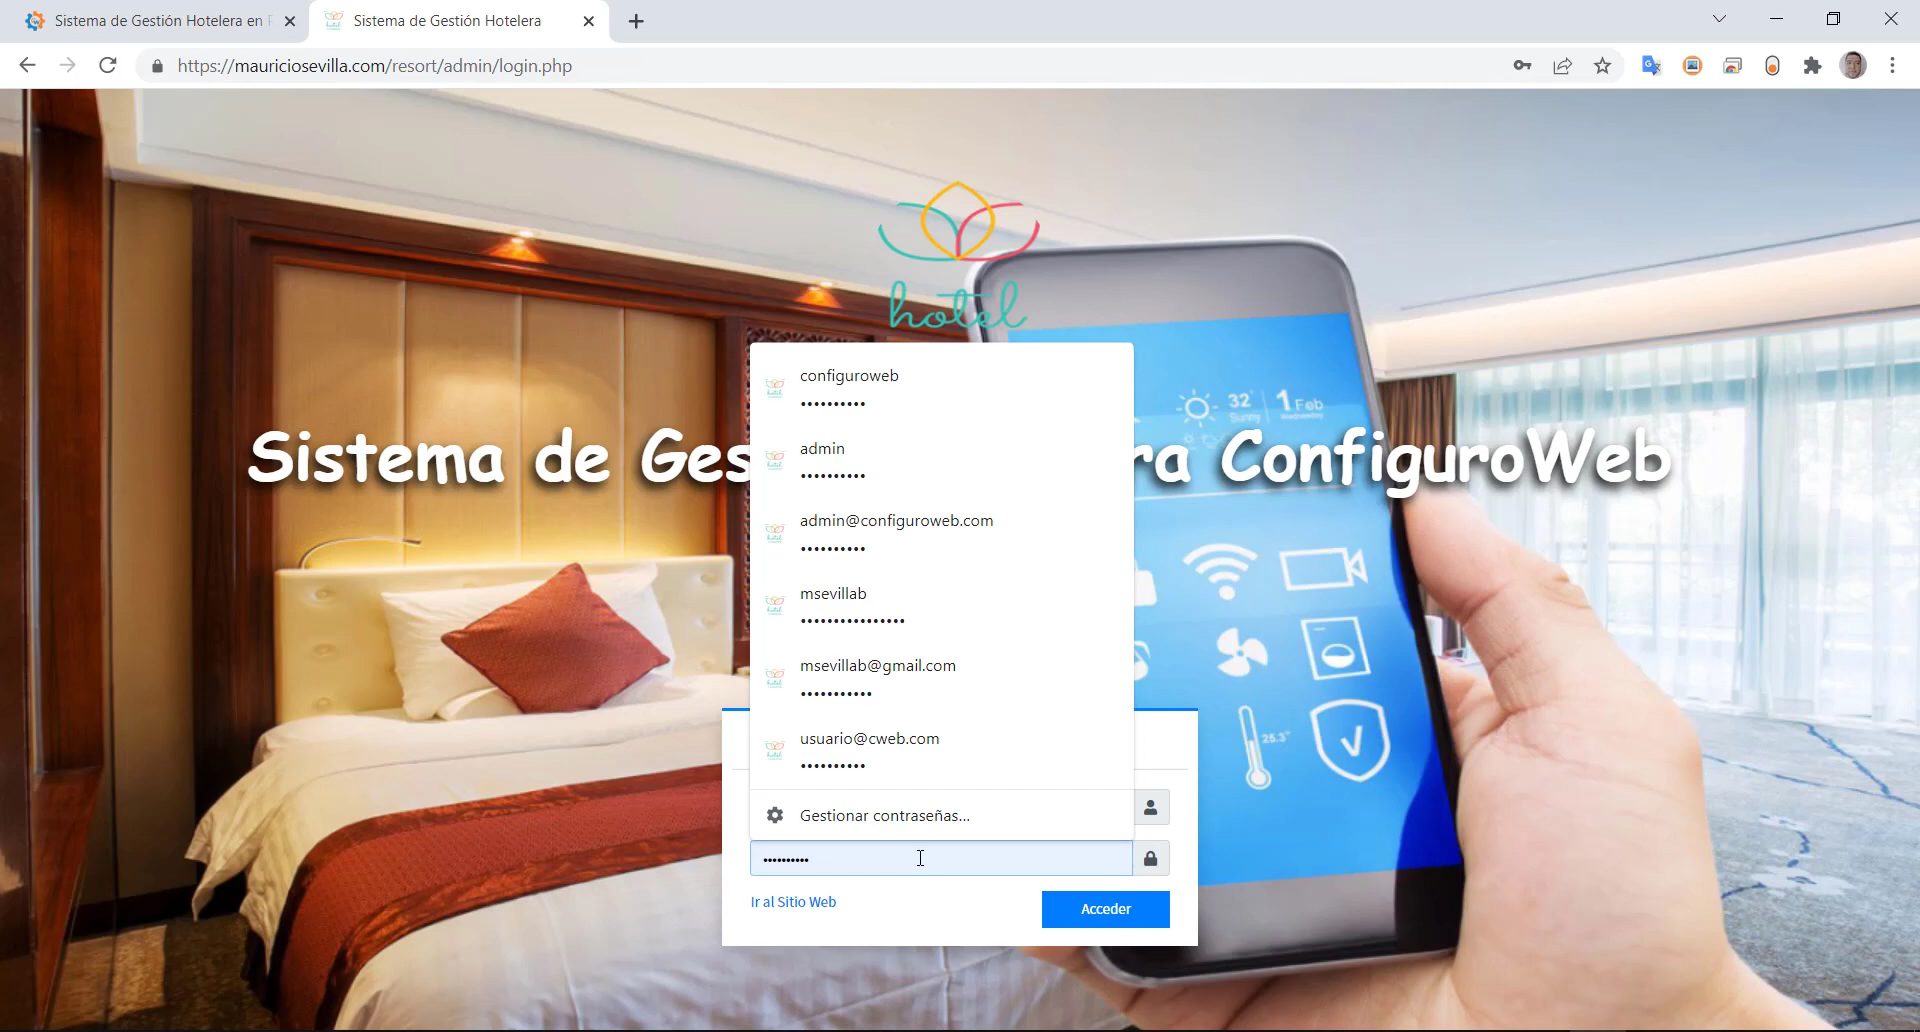 Sistema de Gestión Hotelera en
Sistema de Gestión Hotelera
https://mauriciosevilla.com/resort/admin/login.php
hotel
32°
Sunny
1 Feb
Wednesday
Sistema de Ges
ra ConfiguroWeb
configuroweb
••••••••••
admin
••••••••••
admin@configuroweb.com
••••••••••
msevillab
••••••••••••••••
msevillab@gmail.com
•••••••••••
usuario@cweb.com
••••••••••
25.3°
Gestionar contraseñas...
••••••••••
Ir al Sitio Web
Acceder